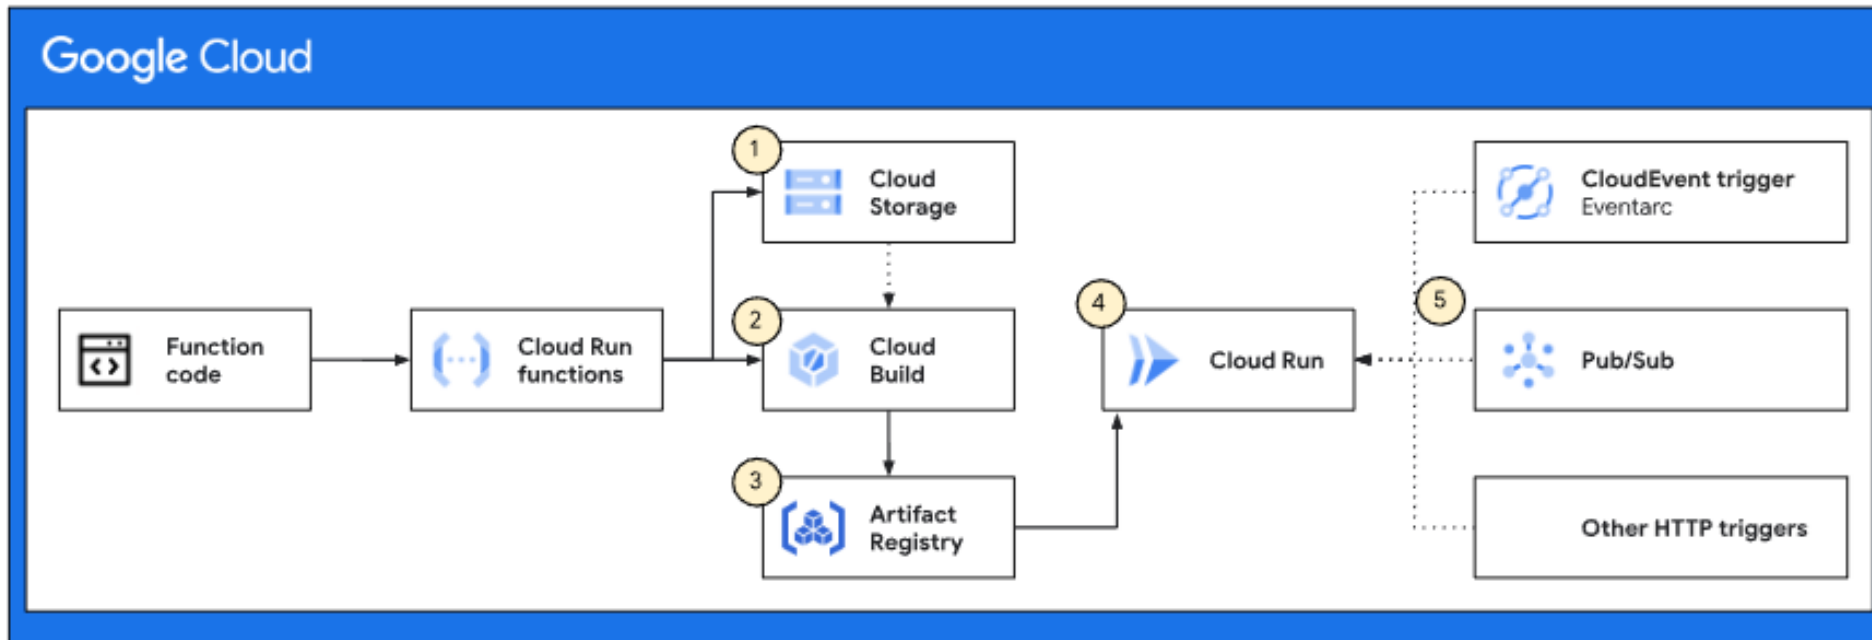 Google Cloud
1
Cloud
Storage
CloudEvent trigger
Eventarc
Function
code
Cloud Run
functions
2
Cloud
Build
4
Cloud Run
5
Pub/Sub
3
Artifact
Registry
Other HTTP triggers